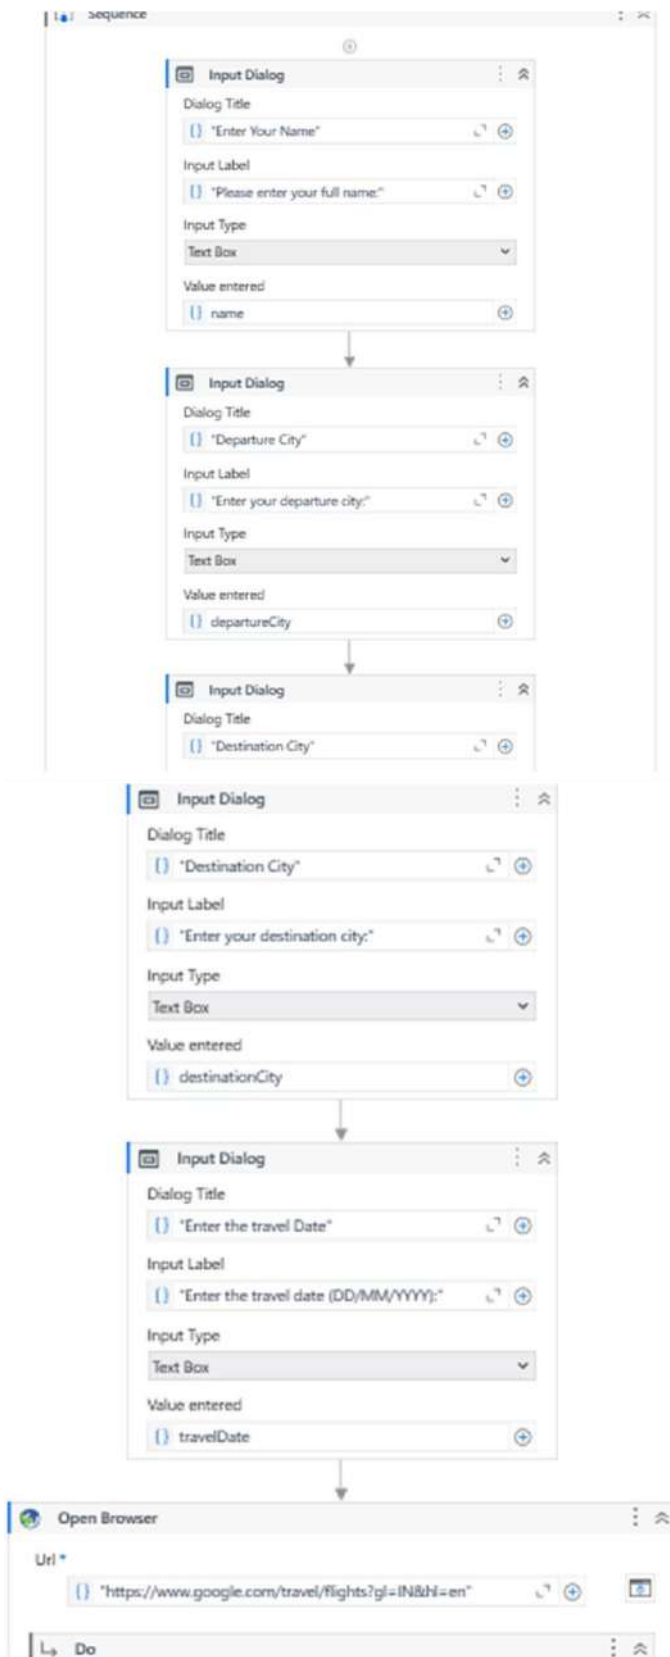 Sequence
Input Dialog
Dialog Title
"Enter Your Name"
Input Label
"Please enter your full name:"
Input Type
Text Box
Value entered
name
Input Dialog
Dialog Title
"Departure City"
Input Label
"Enter your departure city:"
Input Type
Text Box
Value entered
departureCity
Input Dialog
Dialog Title
"Destination City"
Input Dialog
Dialog Title
"Destination City"
Input Label
"Enter your destination city:"
Input Type
Text Box
Value entered
destinationCity
Input Dialog
Dialog Title
"Enter the travel Date"
Input Label
"Enter the travel date (DD/MM/YYYY):"
Input Type
Text Box
Value entered
travelDate
Open Browser
Url *
"https://www.google.com/travel/flights?gl=IN&hl=en"
Do